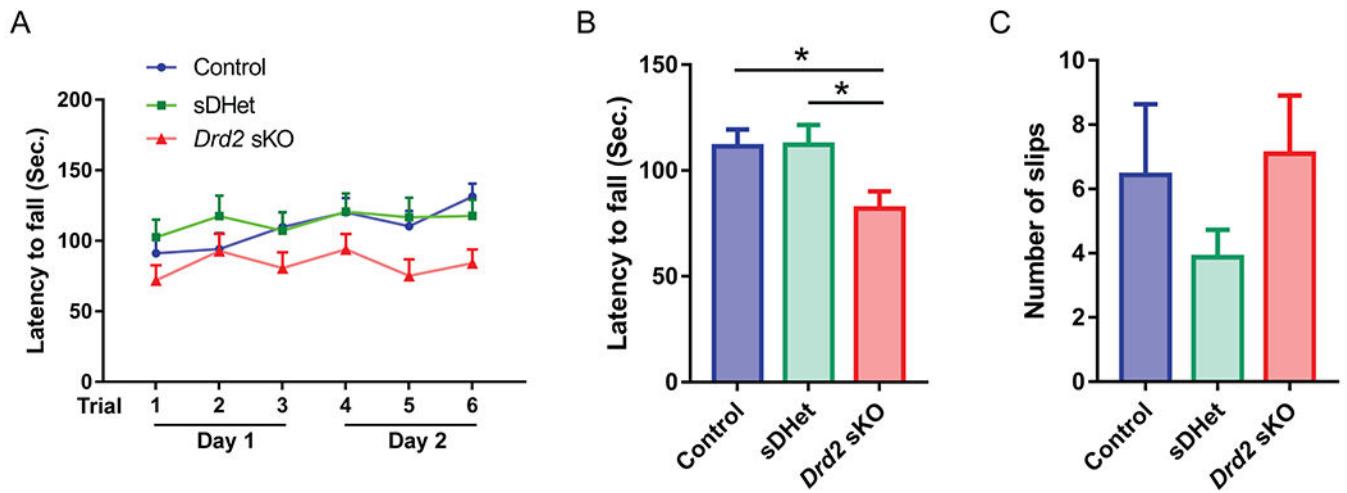 A
Control
sDHet
Drd2 sKO
Latency to fall (Sec.)
200
150
100
50
0
Trial 1 2 3 4 5 6
Day 1 Day 2
B
*
*
Latency to fall (Sec.)
150
100
50
0
Control
sDHet
Drd2 sKO
C
Number of slips
10
8
6
4
2
0
Control
sDHet
Drd2 sKO